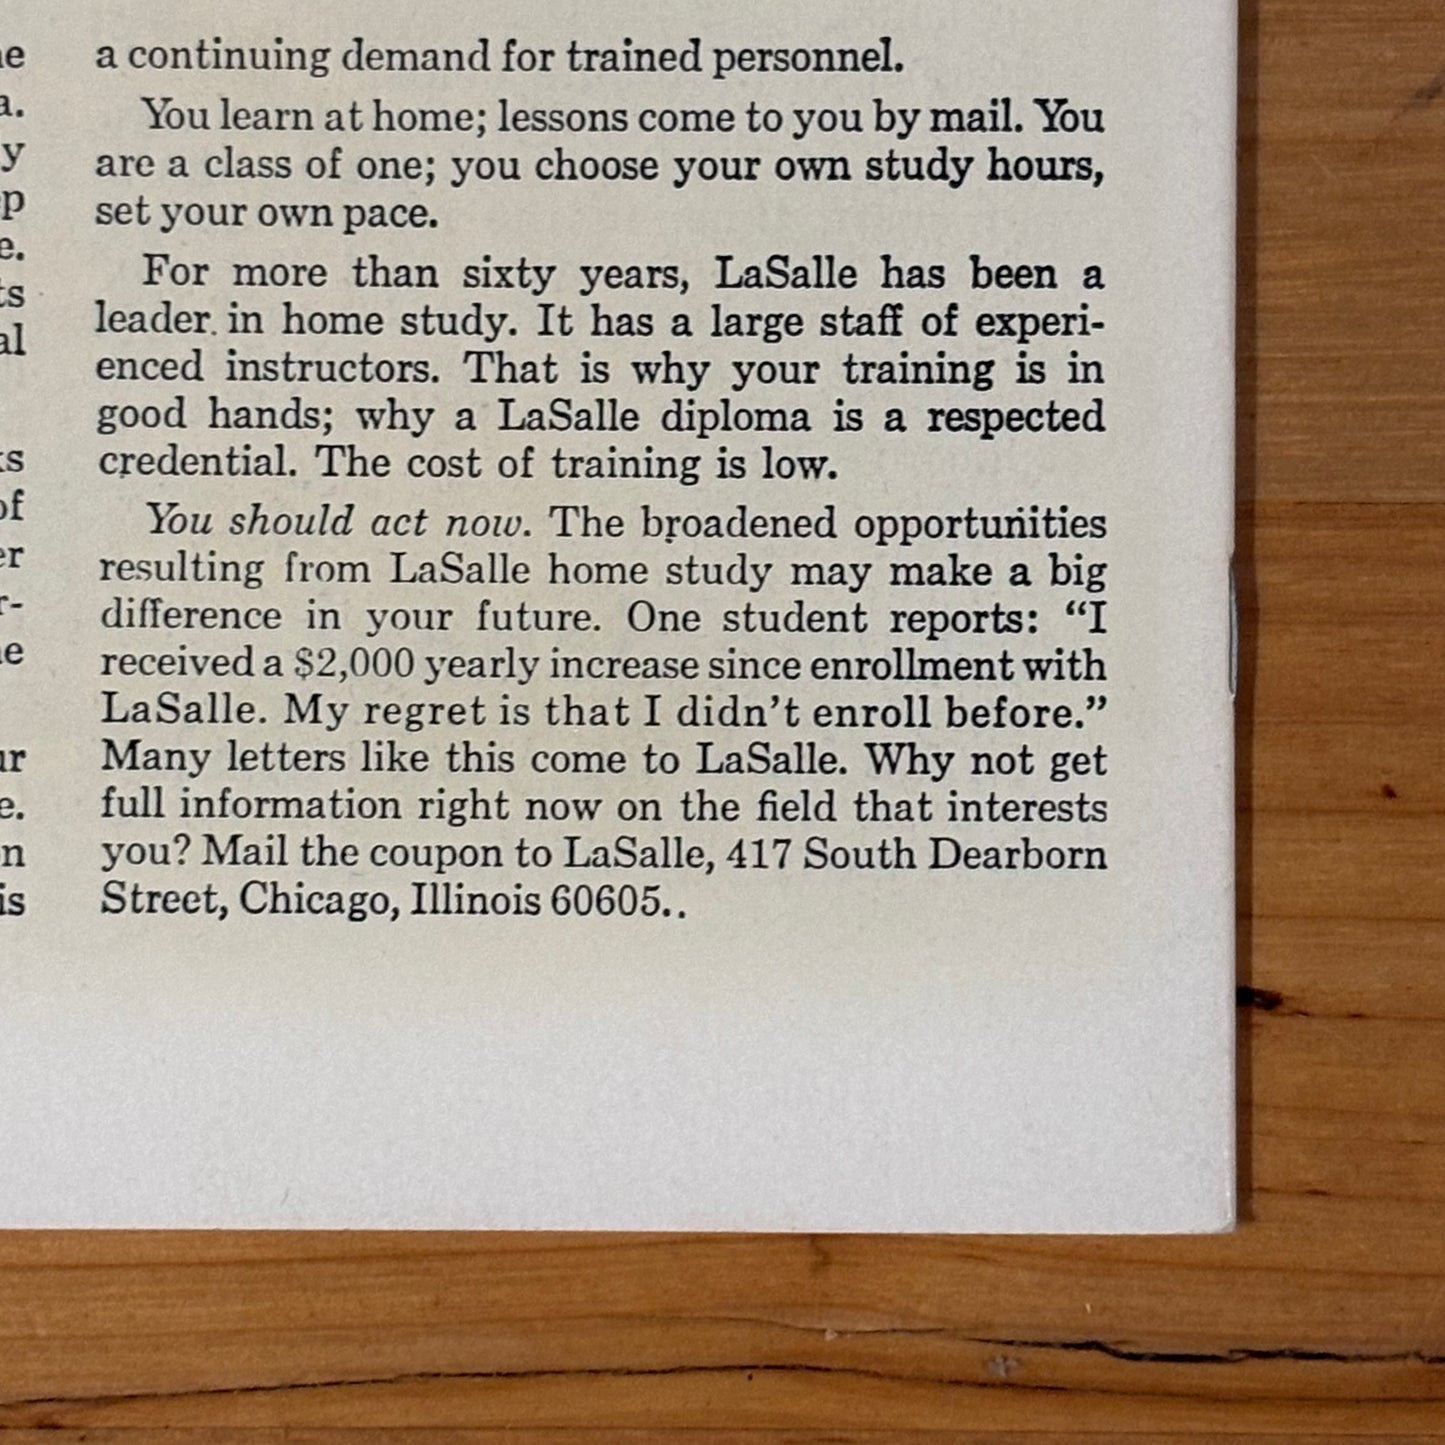 a continuing demand for trained personnel.
You learn at home; lessons come to you by mail. You
are a class of one; you choose your own study hours,
set your own pace.
For more than sixty years, LaSalle has been a
leader in home study. It has a large staff of experi-
enced instructors. That is why your training is in
good hands; why a LaSalle diploma is a respected
credential. The cost of training is low.
You should act now. The broadened opportunities
resulting from LaSalle home study may make a big
difference in your future. One student reports: “I
received a $2,000 yearly increase since enrollment with
LaSalle. My regret is that I didn’t enroll before.”
Many letters like this come to LaSalle. Why not get
full information right now on the field that interests
you? Mail the coupon to LaSalle, 417 South Dearborn
Street, Chicago, Illinois 60605..